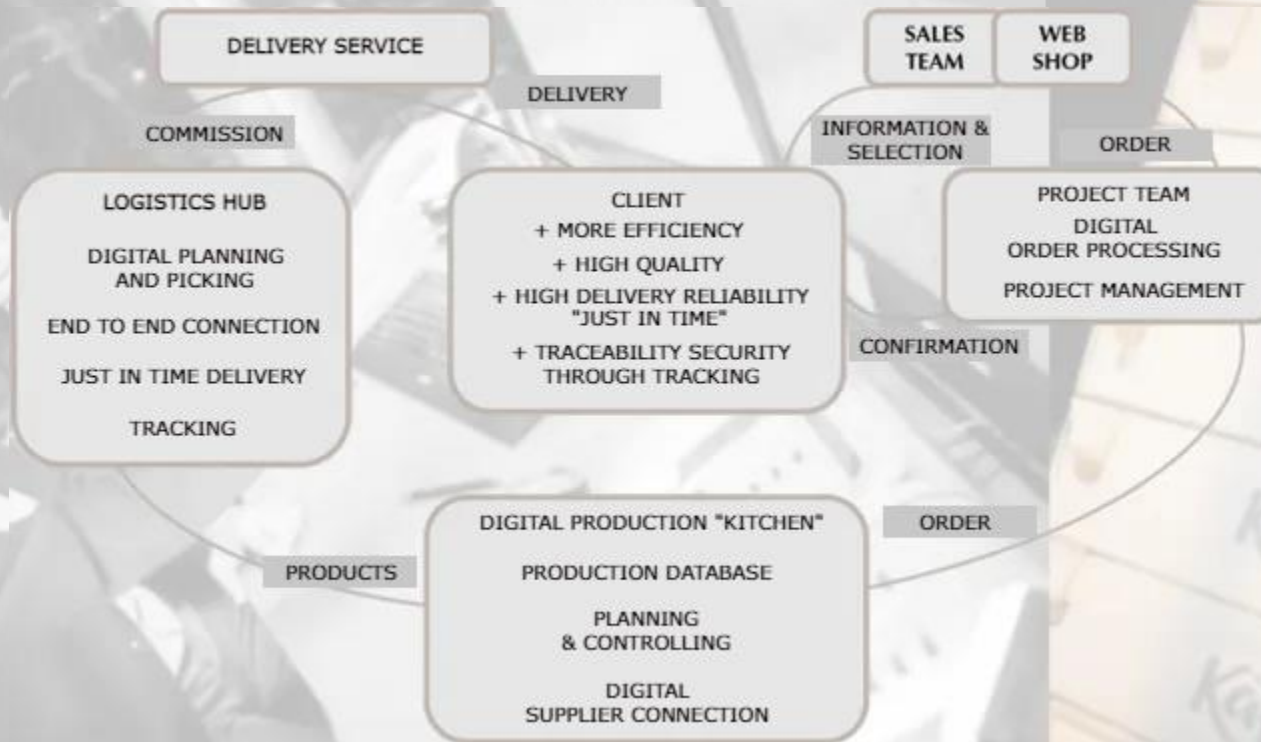 DELIVERY SERVICE
SALES
TEAM
WEB
SHOP
DELIVERY
COMMISSION
INFORMATION &
SELECTION
ORDER
LOGISTICS HUB
DIGITAL PLANNING
AND PICKING
END TO END CONNECTION
JUST IN TIME DELIVERY
TRACKING
CLIENT
+ MORE EFFICIENCY
+ HIGH QUALITY
+ HIGH DELIVERY RELIABILITY
"JUST IN TIME"
+ TRACEABILITY SECURITY
THROUGH TRACKING
PROJECT TEAM
DIGITAL
ORDER PROCESSING
PROJECT MANAGEMENT
CONFIRMATION
DIGITAL PRODUCTION "KITCHEN"
PRODUCTION DATABASE
PLANNING
& CONTROLLING
DIGITAL
SUPPLIER CONNECTION
ORDER
PRODUCTS